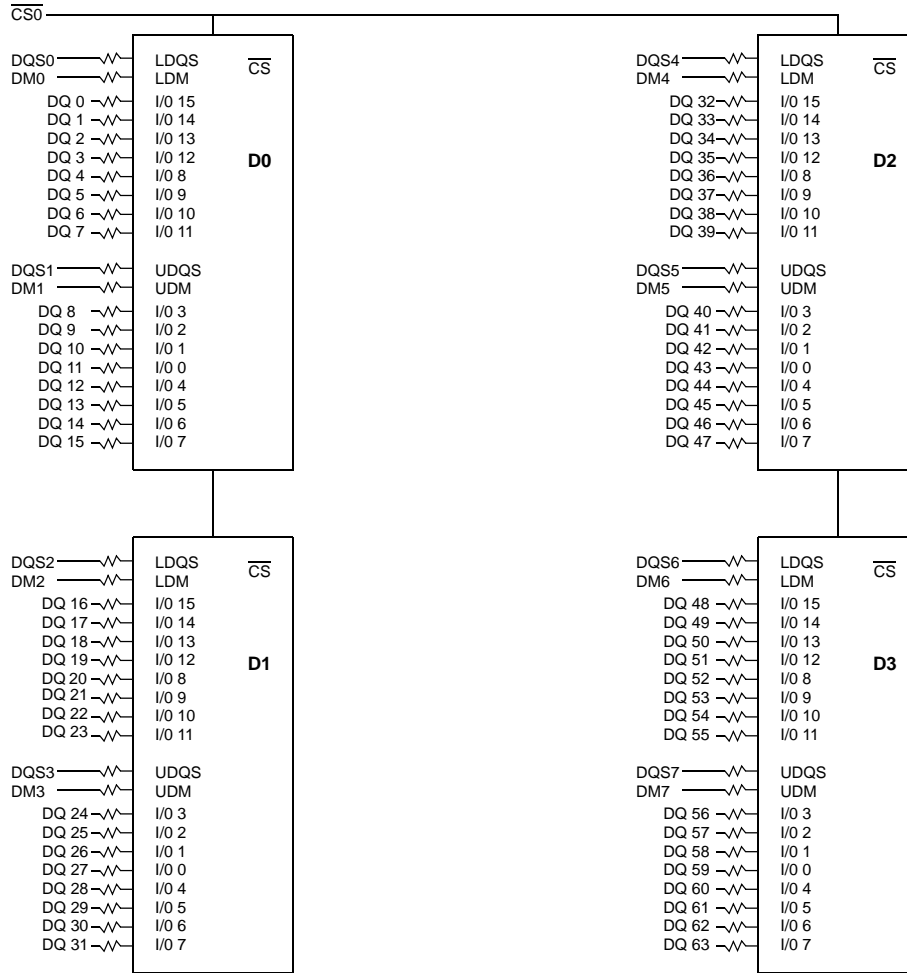 CS0
DQS0 LDQS CS
DM0 LDM
DQ 0 I/0 15
DQ 1 I/0 14
DQ 2 I/0 13
DQ 3 I/0 12 D0
DQ 4 I/0 8
DQ 5 I/0 9
DQ 6 I/0 10
DQ 7 I/0 11
DQS1 UDQS
DM1 UDM
DQ 8 I/0 3
DQ 9 I/0 2
DQ 10 I/0 1
DQ 11 I/0 0
DQ 12 I/0 4
DQ 13 I/0 5
DQ 14 I/0 6
DQ 15 I/0 7
DQS2 LDQS CS
DM2 LDM
DQ 16 I/0 15
DQ 17 I/0 14
DQ 18 I/0 13
DQ 19 I/0 12 D1
DQ 20 I/0 8
DQ 21 I/0 9
DQ 22 I/0 10
DQ 23 I/0 11
DQS3 UDQS
DM3 UDM
DQ 24 I/0 3
DQ 25 I/0 2
DQ 26 I/0 1
DQ 27 I/0 0
DQ 28 I/0 4
DQ 29 I/0 5
DQ 30 I/0 6
DQ 31 I/0 7
DQS4 LDQS CS
DM4 LDM
DQ 32 I/0 15
DQ 33 I/0 14
DQ 34 I/0 13
DQ 35 I/0 12 D2
DQ 36 I/0 8
DQ 37 I/0 9
DQ 38 I/0 10
DQ 39 I/0 11
DQS5 UDQS
DM5 UDM
DQ 40 I/0 3
DQ 41 I/0 2
DQ 42 I/0 1
DQ 43 I/0 0
DQ 44 I/0 4
DQ 45 I/0 5
DQ 46 I/0 6
DQ 47 I/0 7
DQS6 LDQS CS
DM6 LDM
DQ 48 I/0 15
DQ 49 I/0 14
DQ 50 I/0 13
DQ 51 I/0 12 D3
DQ 52 I/0 8
DQ 53 I/0 9
DQ 54 I/0 10
DQ 55 I/0 11
DQS7 UDQS
DM7 UDM
DQ 56 I/0 3
DQ 57 I/0 2
DQ 58 I/0 1
DQ 59 I/0 0
DQ 60 I/0 4
DQ 61 I/0 5
DQ 62 I/0 6
DQ 63 I/0 7